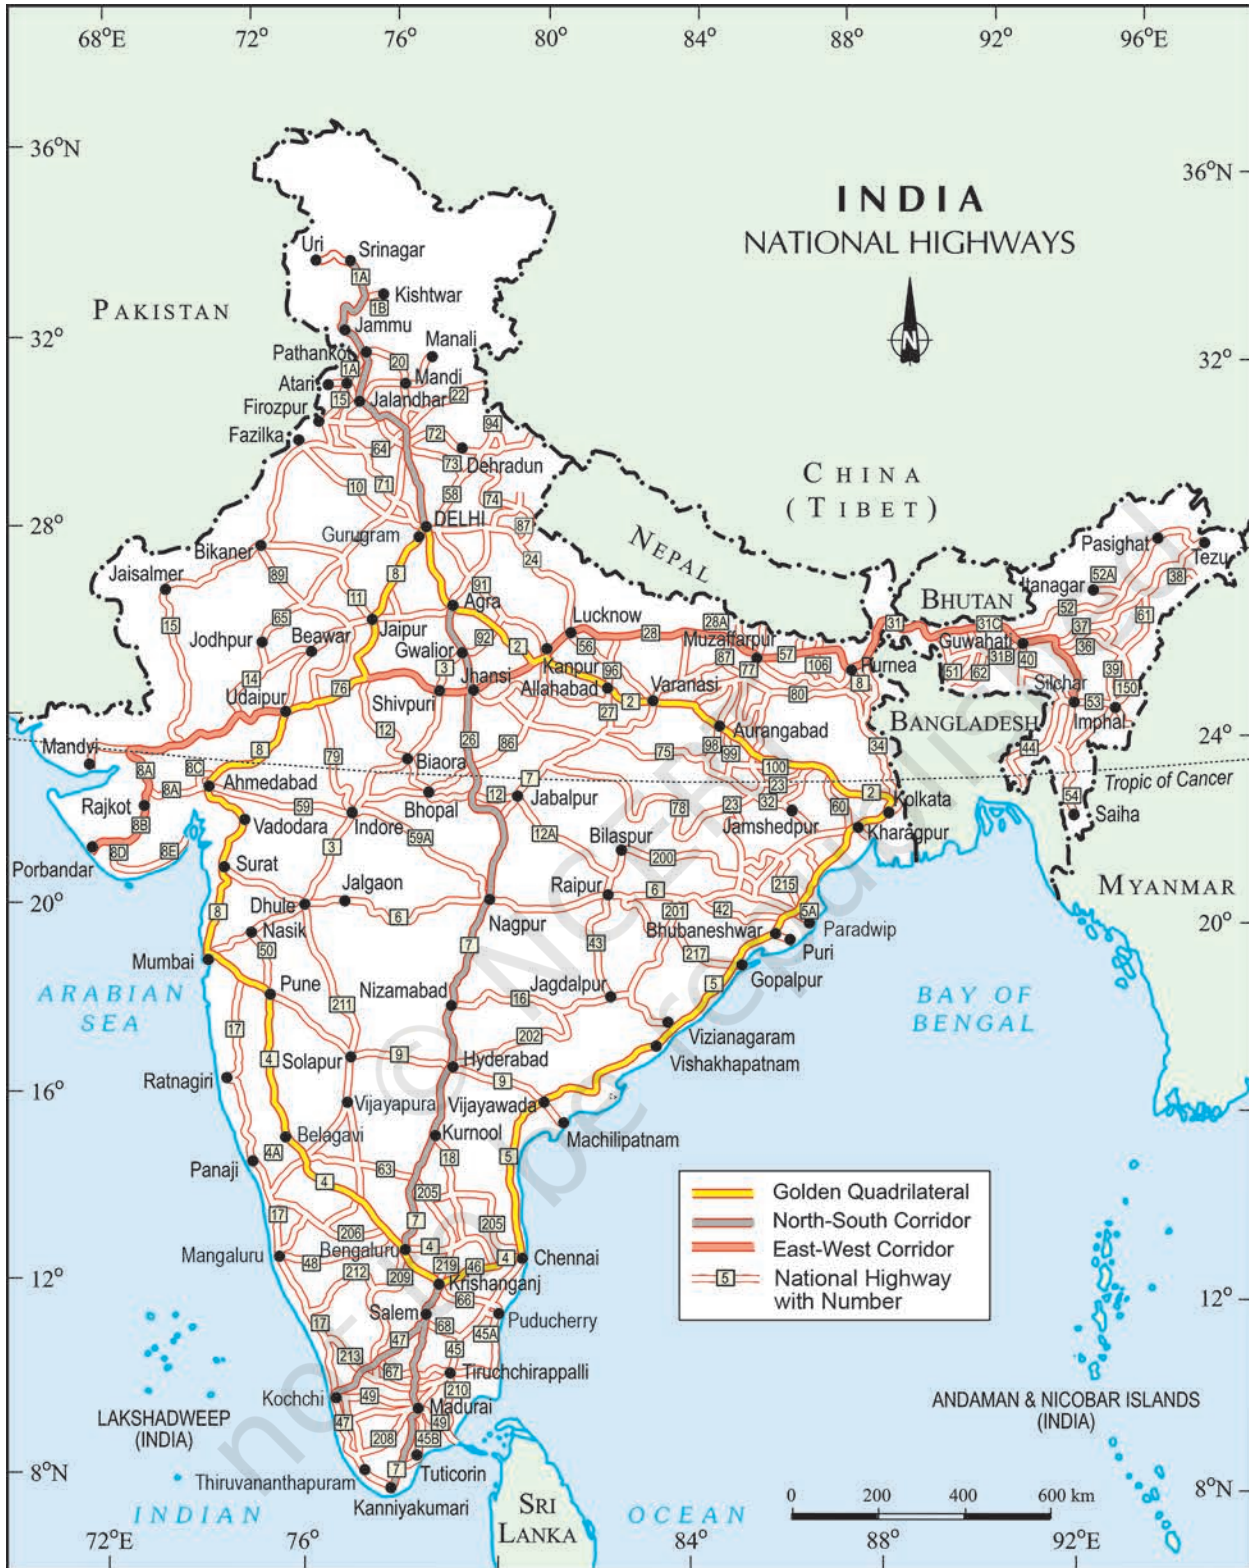 68°E 72° 76° 80° 84° 88° 92° 96°E
36°N
36°N
INDIA
NATIONAL HIGHWAYS
N
Uri
Srinagar
1A
Kishtwar
1B
PAKISTAN
Jammu
32°
32°
Manali
Pathankot
20
1A
Atari
Mandi
22
15
Jalandhar
Firozpur
94
Fazilka
72
64
73
Dehradun
CHINA
(TIBET)
10
71
58
74
28°
DELHI
87
Gurugram
NEPAL
Bikaner
24
Pasighat
Tezu
Jaisalmer
89
8
91
Itanagar
52A
38
11
Agra
BHUTAN
52
61
15
65
Lucknow
28A
31
31C
37
Jodhpur
Beawar
Jaipur
92
2
28
Muzaffarpur
Guwahati
36
Gwalior
56
87
57
31B
40
3
Kanpur
77
106
Purnea
51
62
39
14
Jhansi
96
8
Silchar
150
Udaipur
76
Allahabad
Varanasi
80
Shivpuri
2
53
27
BANGLADESH
Imphal
12
26
Aurangabad
Mandvi
8
79
86
75
98
99
34
44
24°
8C
Biaora
100
8A
7
Tropic of Cancer
Ahmedabad
23
8A
12
2
54
Rajkot
59
Bhopal
Jabalpur
78
23
32
60
Kolkata
Saiha
8B
Vadodara
Indore
12A
Jamshedpur
Kharagpur
59A
Bilaspur
8D
8E
3
Porbandar
200
Surat
Jalgaon
Raipur
6
215
MYANMAR
20°
20°
Dhule
6
Nagpur
201
42
5A
8
Paradwip
Nasik
Bhubaneshwar
50
7
43
217
Puri
Mumbai
Gopalpur
ARABIAN
SEA
Pune
Nizamabad
16
Jagdalpur
5
BAY OF
BENGAL
211
17
202
Vizianagaram
4
Solapur
9
Hyderabad
Vishakhapatnam
Ratnagiri
9
16°
16°
Vijayapura
Vijayawada
Belagavi
Kurnool
Machilipatnam
4A
18
5
Panaji
63
4
205
Golden Quadrilateral
17
7
205
North-South Corridor
206
Mangaluru
Bengaluru
4
East-West Corridor
48
219
46
4
Chennai
12°
212
209
Krishanganj
5
National Highway
with Number
12°
66
Salem
Puducherry
17
68
47
45A
45
213
67
Tiruchchirappalli
Kochchi
49
210
Madurai
LAKSHADWEEP
(INDIA)
47
49
ANDAMAN & NICOBAR ISLANDS
(INDIA)
208
45B
8°N
7
Tuticorin
Thiruvananthapuram
8°N
Kanniyakumari
0 200 400 600 km
SRI
LANKA
INDIAN OCEAN
72°E 76° 84° 88° 92°E
© NCERT
not to be republished